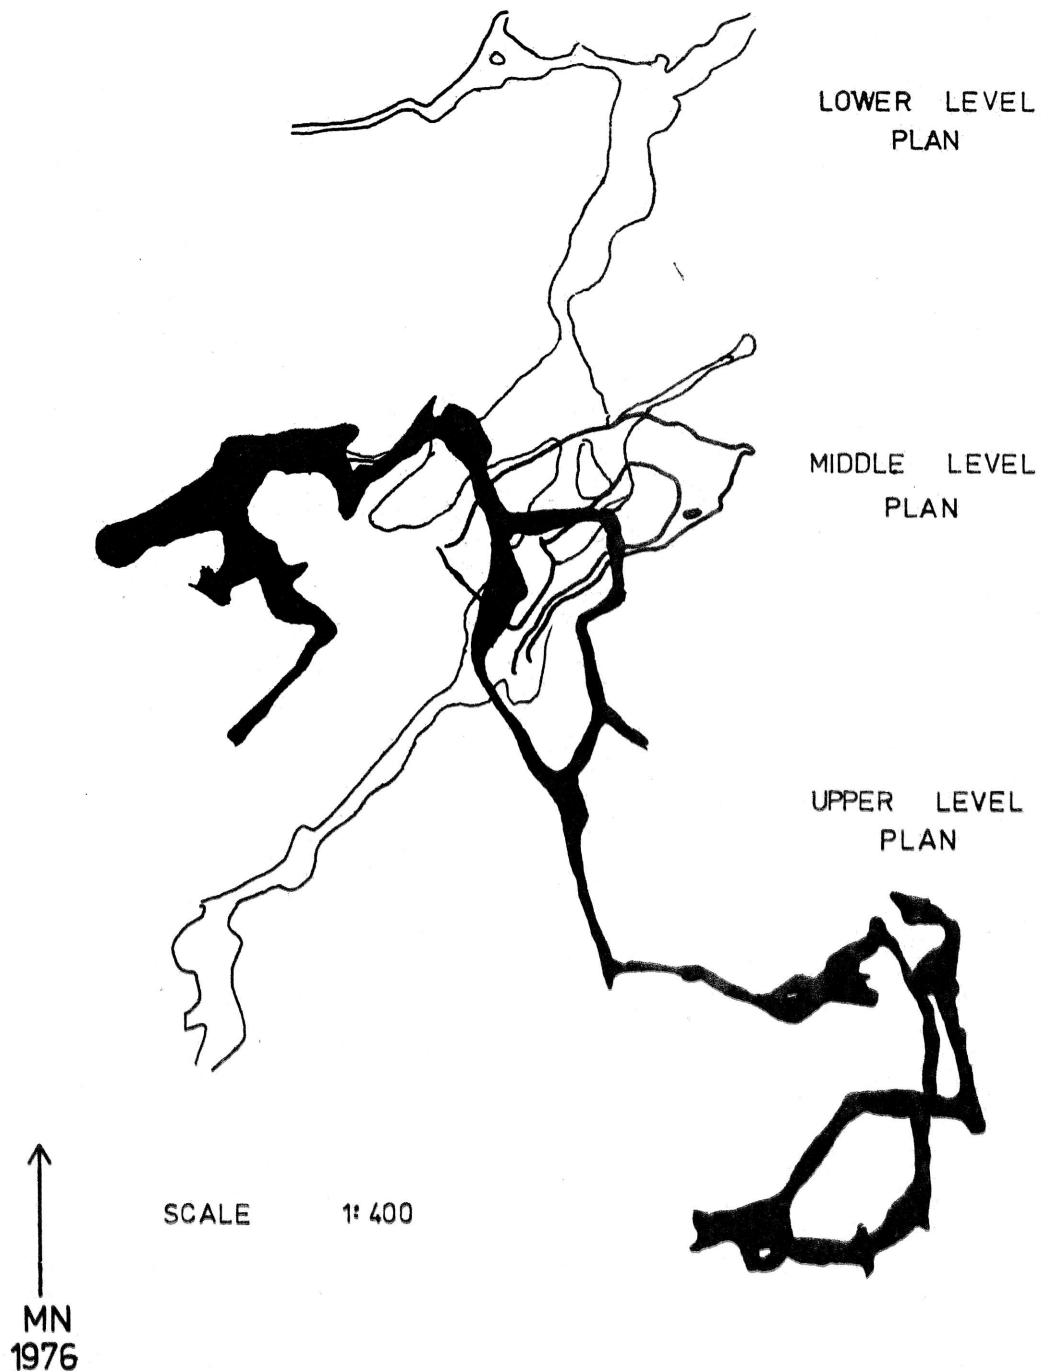 LOWER LEVEL
PLAN
MIDDLE LEVEL
PLAN
UPPER LEVEL
PLAN
SCALE 1:400
MN
1976